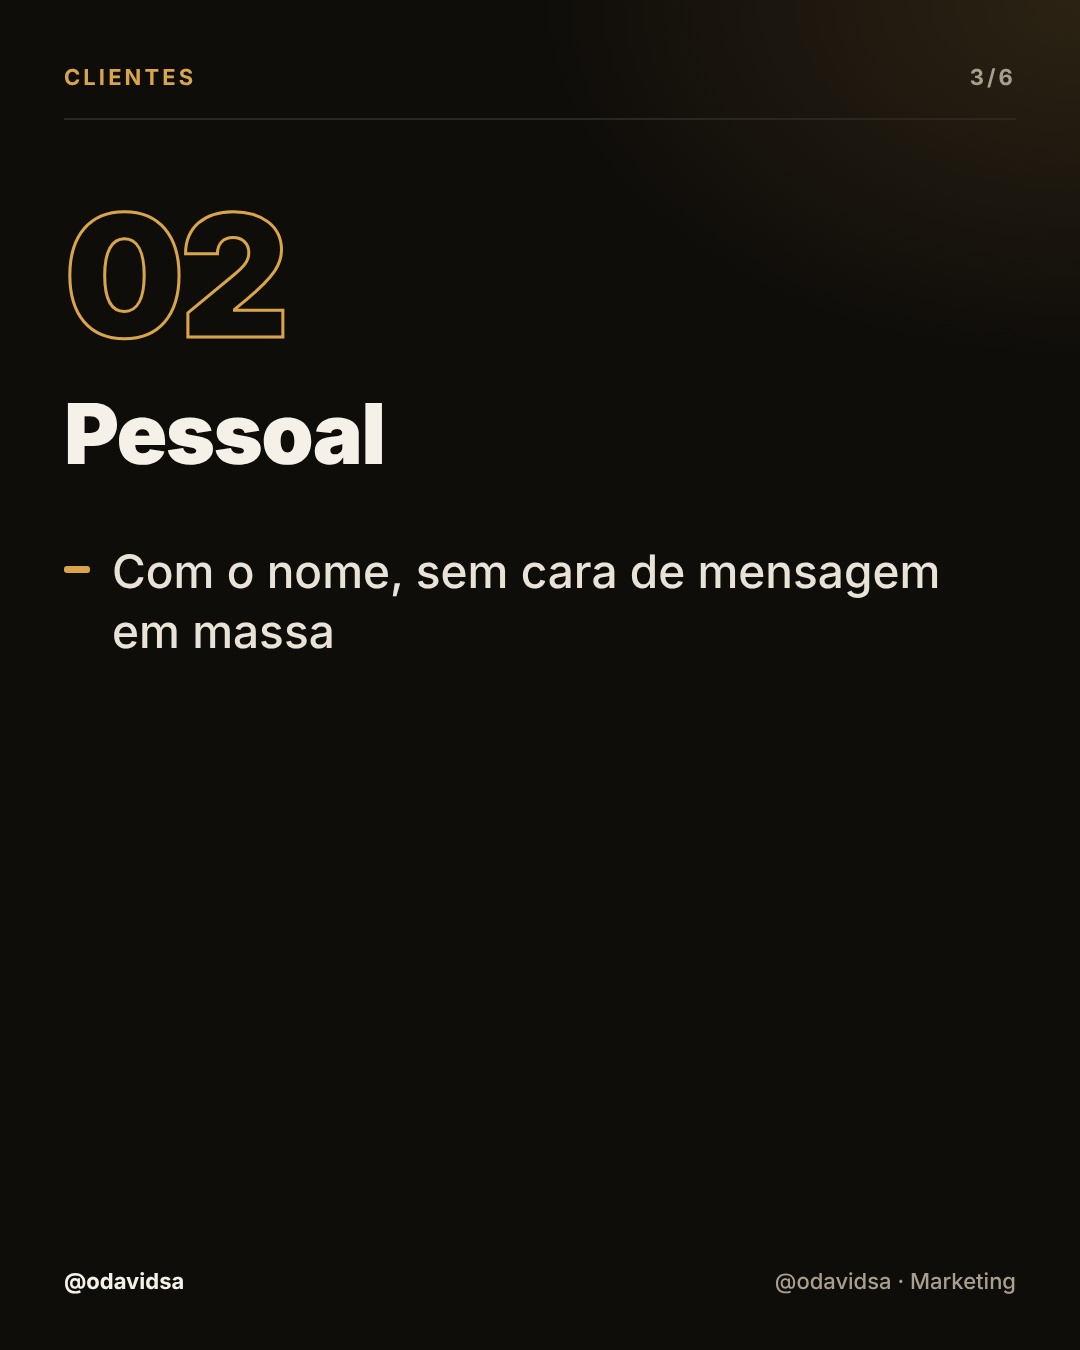 CLIENTES
3/6
02
Pessoal
Com o nome, sem cara de mensagem
em massa
@odavidsa
@odavidsa · Marketing